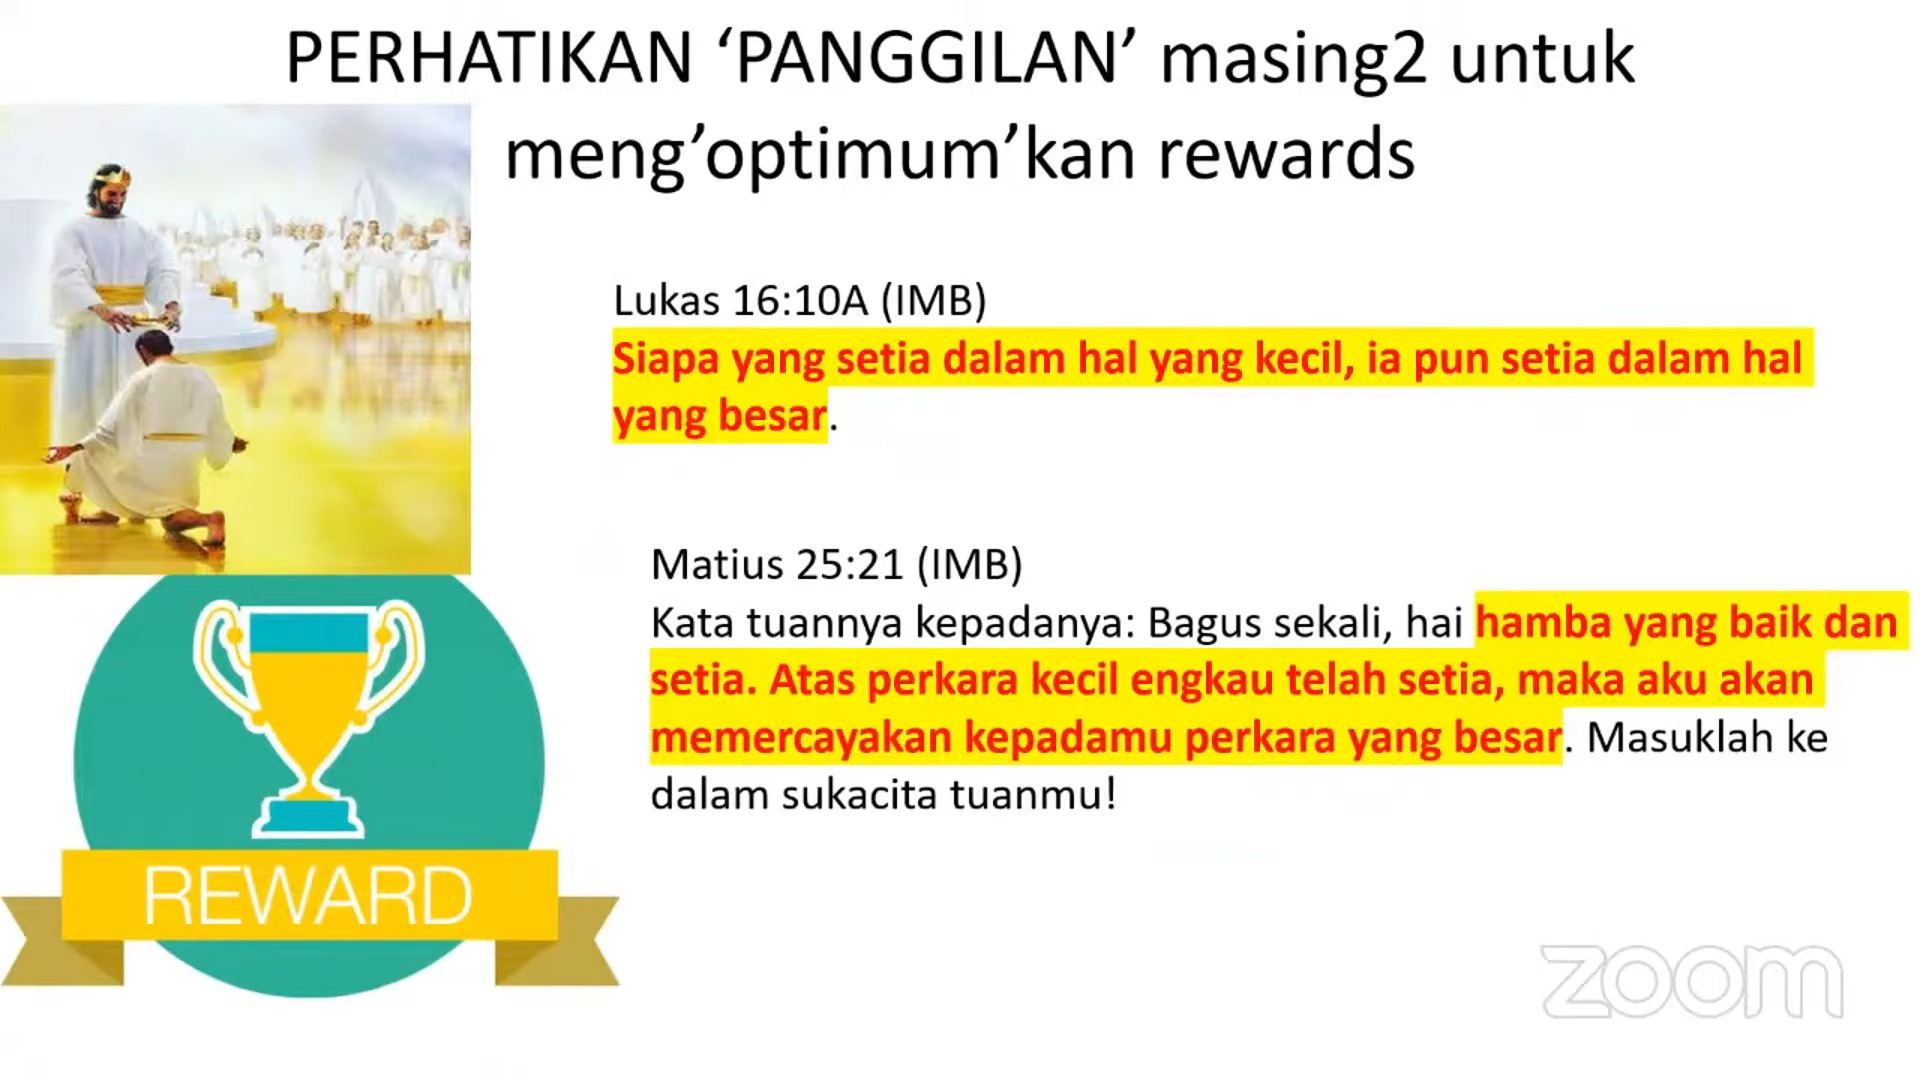 PERHATIKAN ‘PANGGILAN’ masing2 untuk
meng’optimum’kan rewards
Lukas 16:10A (IMB)
Siapa yang setia dalam hal yang kecil, ia pun setia dalam hal
yang besar.
Matius 25:21 (IMB)
Kata tuannya kepadanya: Bagus sekali, hai hamba yang baik dan
setia. Atas perkara kecil engkau telah setia, maka aku akan
memercayakan kepadamu perkara yang besar. Masuklah ke
dalam sukacita tuanmu!
REWARD
zoom